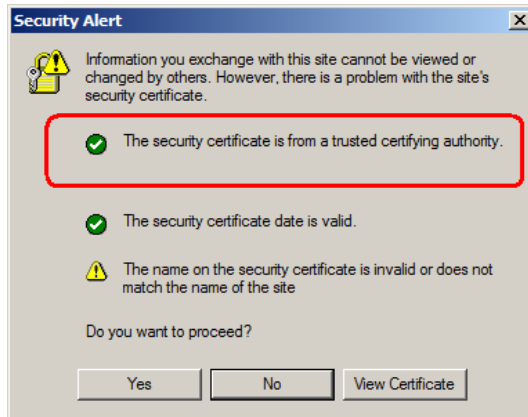 Security Alert
Information you exchange with this site cannot be viewed or
changed by others. However, there is a problem with the site's
security certificate.
The security certificate is from a trusted certifying authority.
The security certificate date is valid.
The name on the security certificate is invalid or does not
match the name of the site
Do you want to proceed?
Yes
No
View Certificate